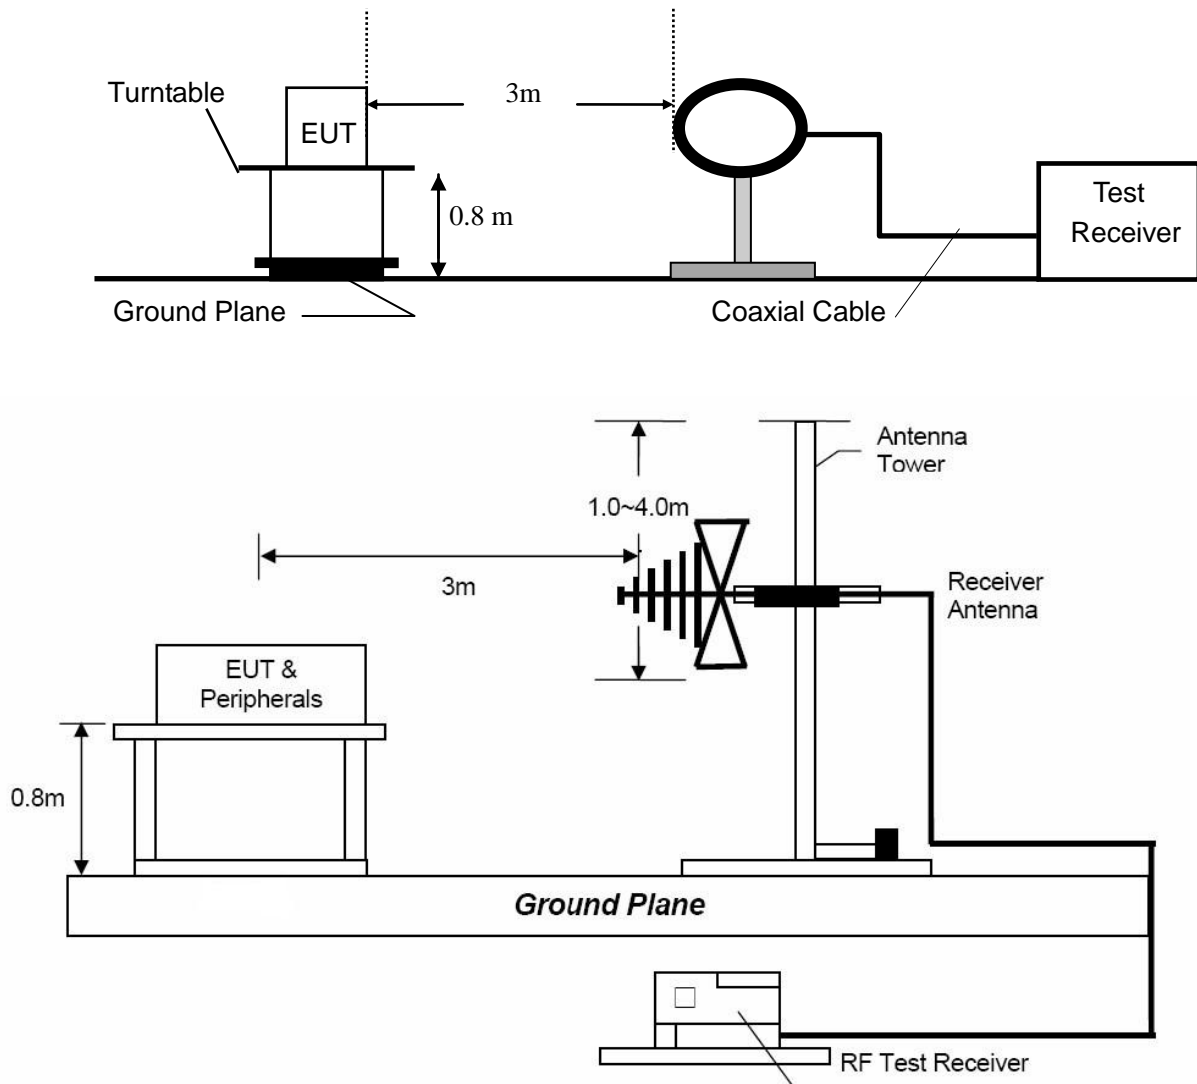 Turntable
3m
EUT
Test
Receiver
0.8 m
Ground Plane
Coaxial Cable
Antenna
Tower
1.0~4.0m
3m
Receiver
Antenna
EUT &
Peripherals
0.8m
Ground Plane
RF Test Receiver